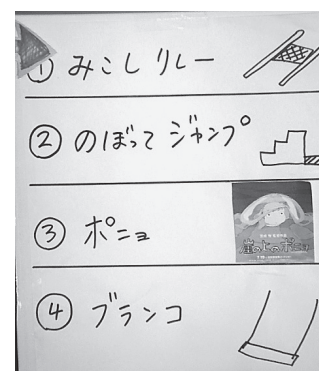 ① みこしリレー
② のぼって ジャンプ
③ ポニョ
崖の上のポニョ
④ ブランコ